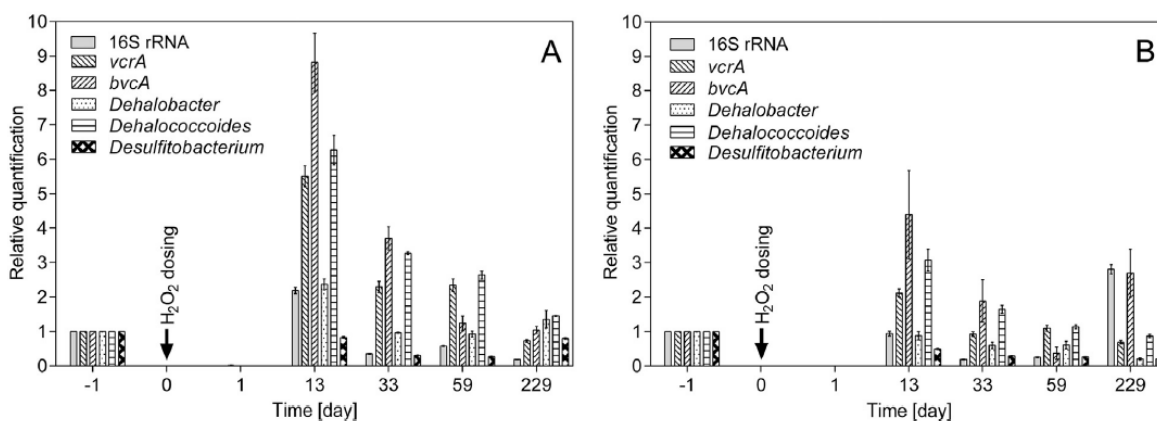 A
Relative quantification
10
9
8
7
6
5
4
3
2
1
0
16S rRNA
vcrA
bvcA
Dehalobacter
Dehalococcoides
Desulfitobacterium
H₂O₂ dosing
-1 0 1 13 33 59 229
Time [day]
B
Relative quantification
10
9
8
7
6
5
4
3
2
1
0
16S rRNA
vcrA
bvcA
Dehalobacter
Dehalococcoides
Desulfitobacterium
H₂O₂ dosing
-1 0 1 13 33 59 229
Time [day]